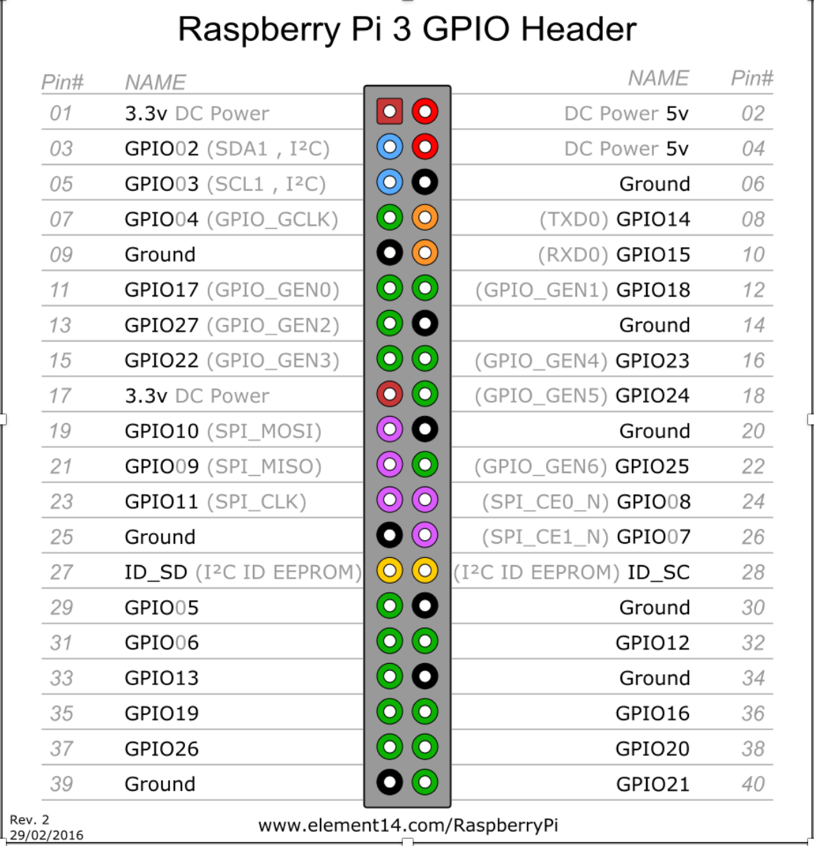 Raspberry Pi 3 GPIO Header
Pin# NAME NAME Pin#
01 3.3v DC Power DC Power 5v 02
03 GPIO02 (SDA1 , I²C) DC Power 5v 04
05 GPIO03 (SCL1 , I²C) Ground 06
07 GPIO04 (GPIO_GCLK) (TXD0) GPIO14 08
09 Ground (RXD0) GPIO15 10
11 GPIO17 (GPIO_GEN0) (GPIO_GEN1) GPIO18 12
13 GPIO27 (GPIO_GEN2) Ground 14
15 GPIO22 (GPIO_GEN3) (GPIO_GEN4) GPIO23 16
17 3.3v DC Power (GPIO_GEN5) GPIO24 18
19 GPIO10 (SPI_MOSI) Ground 20
21 GPIO09 (SPI_MISO) (GPIO_GEN6) GPIO25 22
23 GPIO11 (SPI_CLK) (SPI_CE0_N) GPIO08 24
25 Ground (SPI_CE1_N) GPIO07 26
27 ID_SD (I²C ID EEPROM) (I²C ID EEPROM) ID_SC 28
29 GPIO05 Ground 30
31 GPIO06 GPIO12 32
33 GPIO13 Ground 34
35 GPIO19 GPIO16 36
37 GPIO26 GPIO20 38
39 Ground GPIO21 40
Rev. 2
29/02/2016
www.element14.com/RaspberryPi